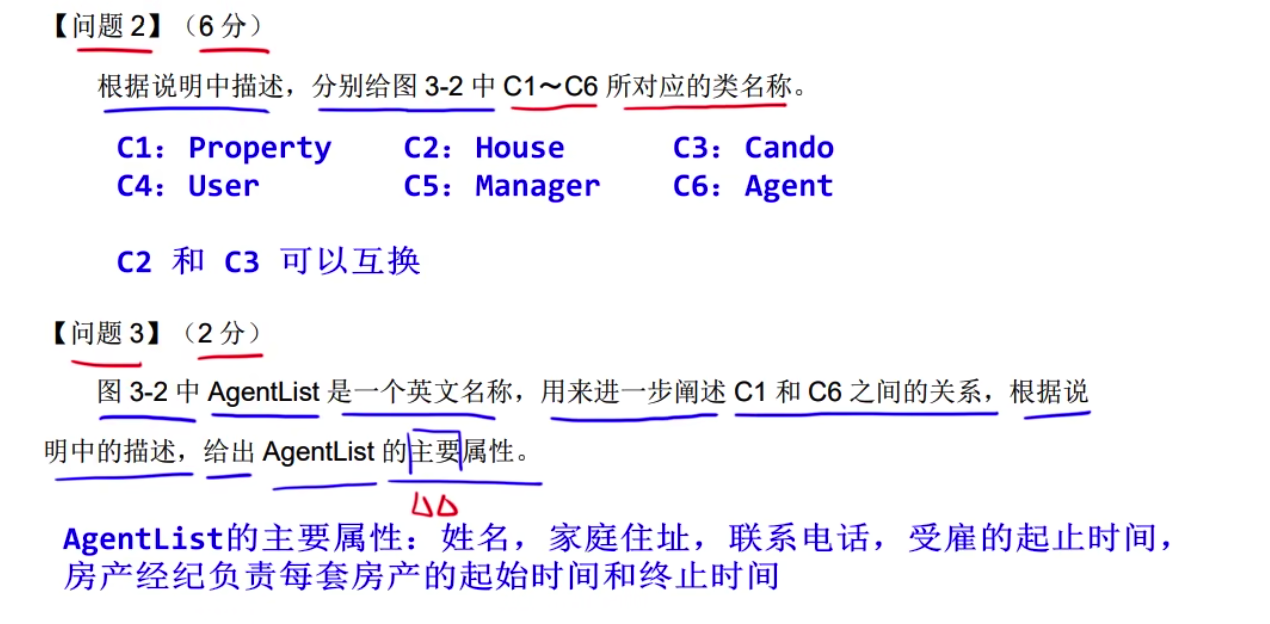 【问题 2】（6 分）
根据说明中描述，分别给图 3-2 中 C1～C6 所对应的类名称。
C1: Property C2: House C3: Cando
C4: User C5: Manager C6: Agent
C2 和 C3 可以互换
【问题 3】（2 分）
图 3-2 中 AgentList 是一个英文名称，用来进一步阐述 C1 和 C6 之间的关系，根据说
明中的描述，给出 AgentList 的主要属性。
AgentList的主要属性：姓名，家庭住址，联系电话，受雇的起止时间，
房产经纪负责每套房产的起始时间和终止时间